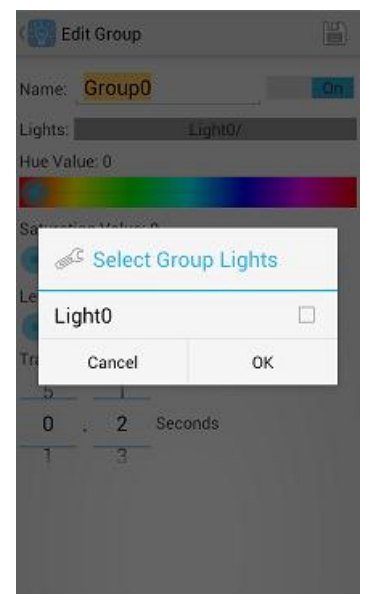 Edit Group
Name: Group0 On
Lights: Light0/
Hue Value: 0
Select Group Lights
Light0
Cancel OK
5 1
0 . 2 Seconds
1 3